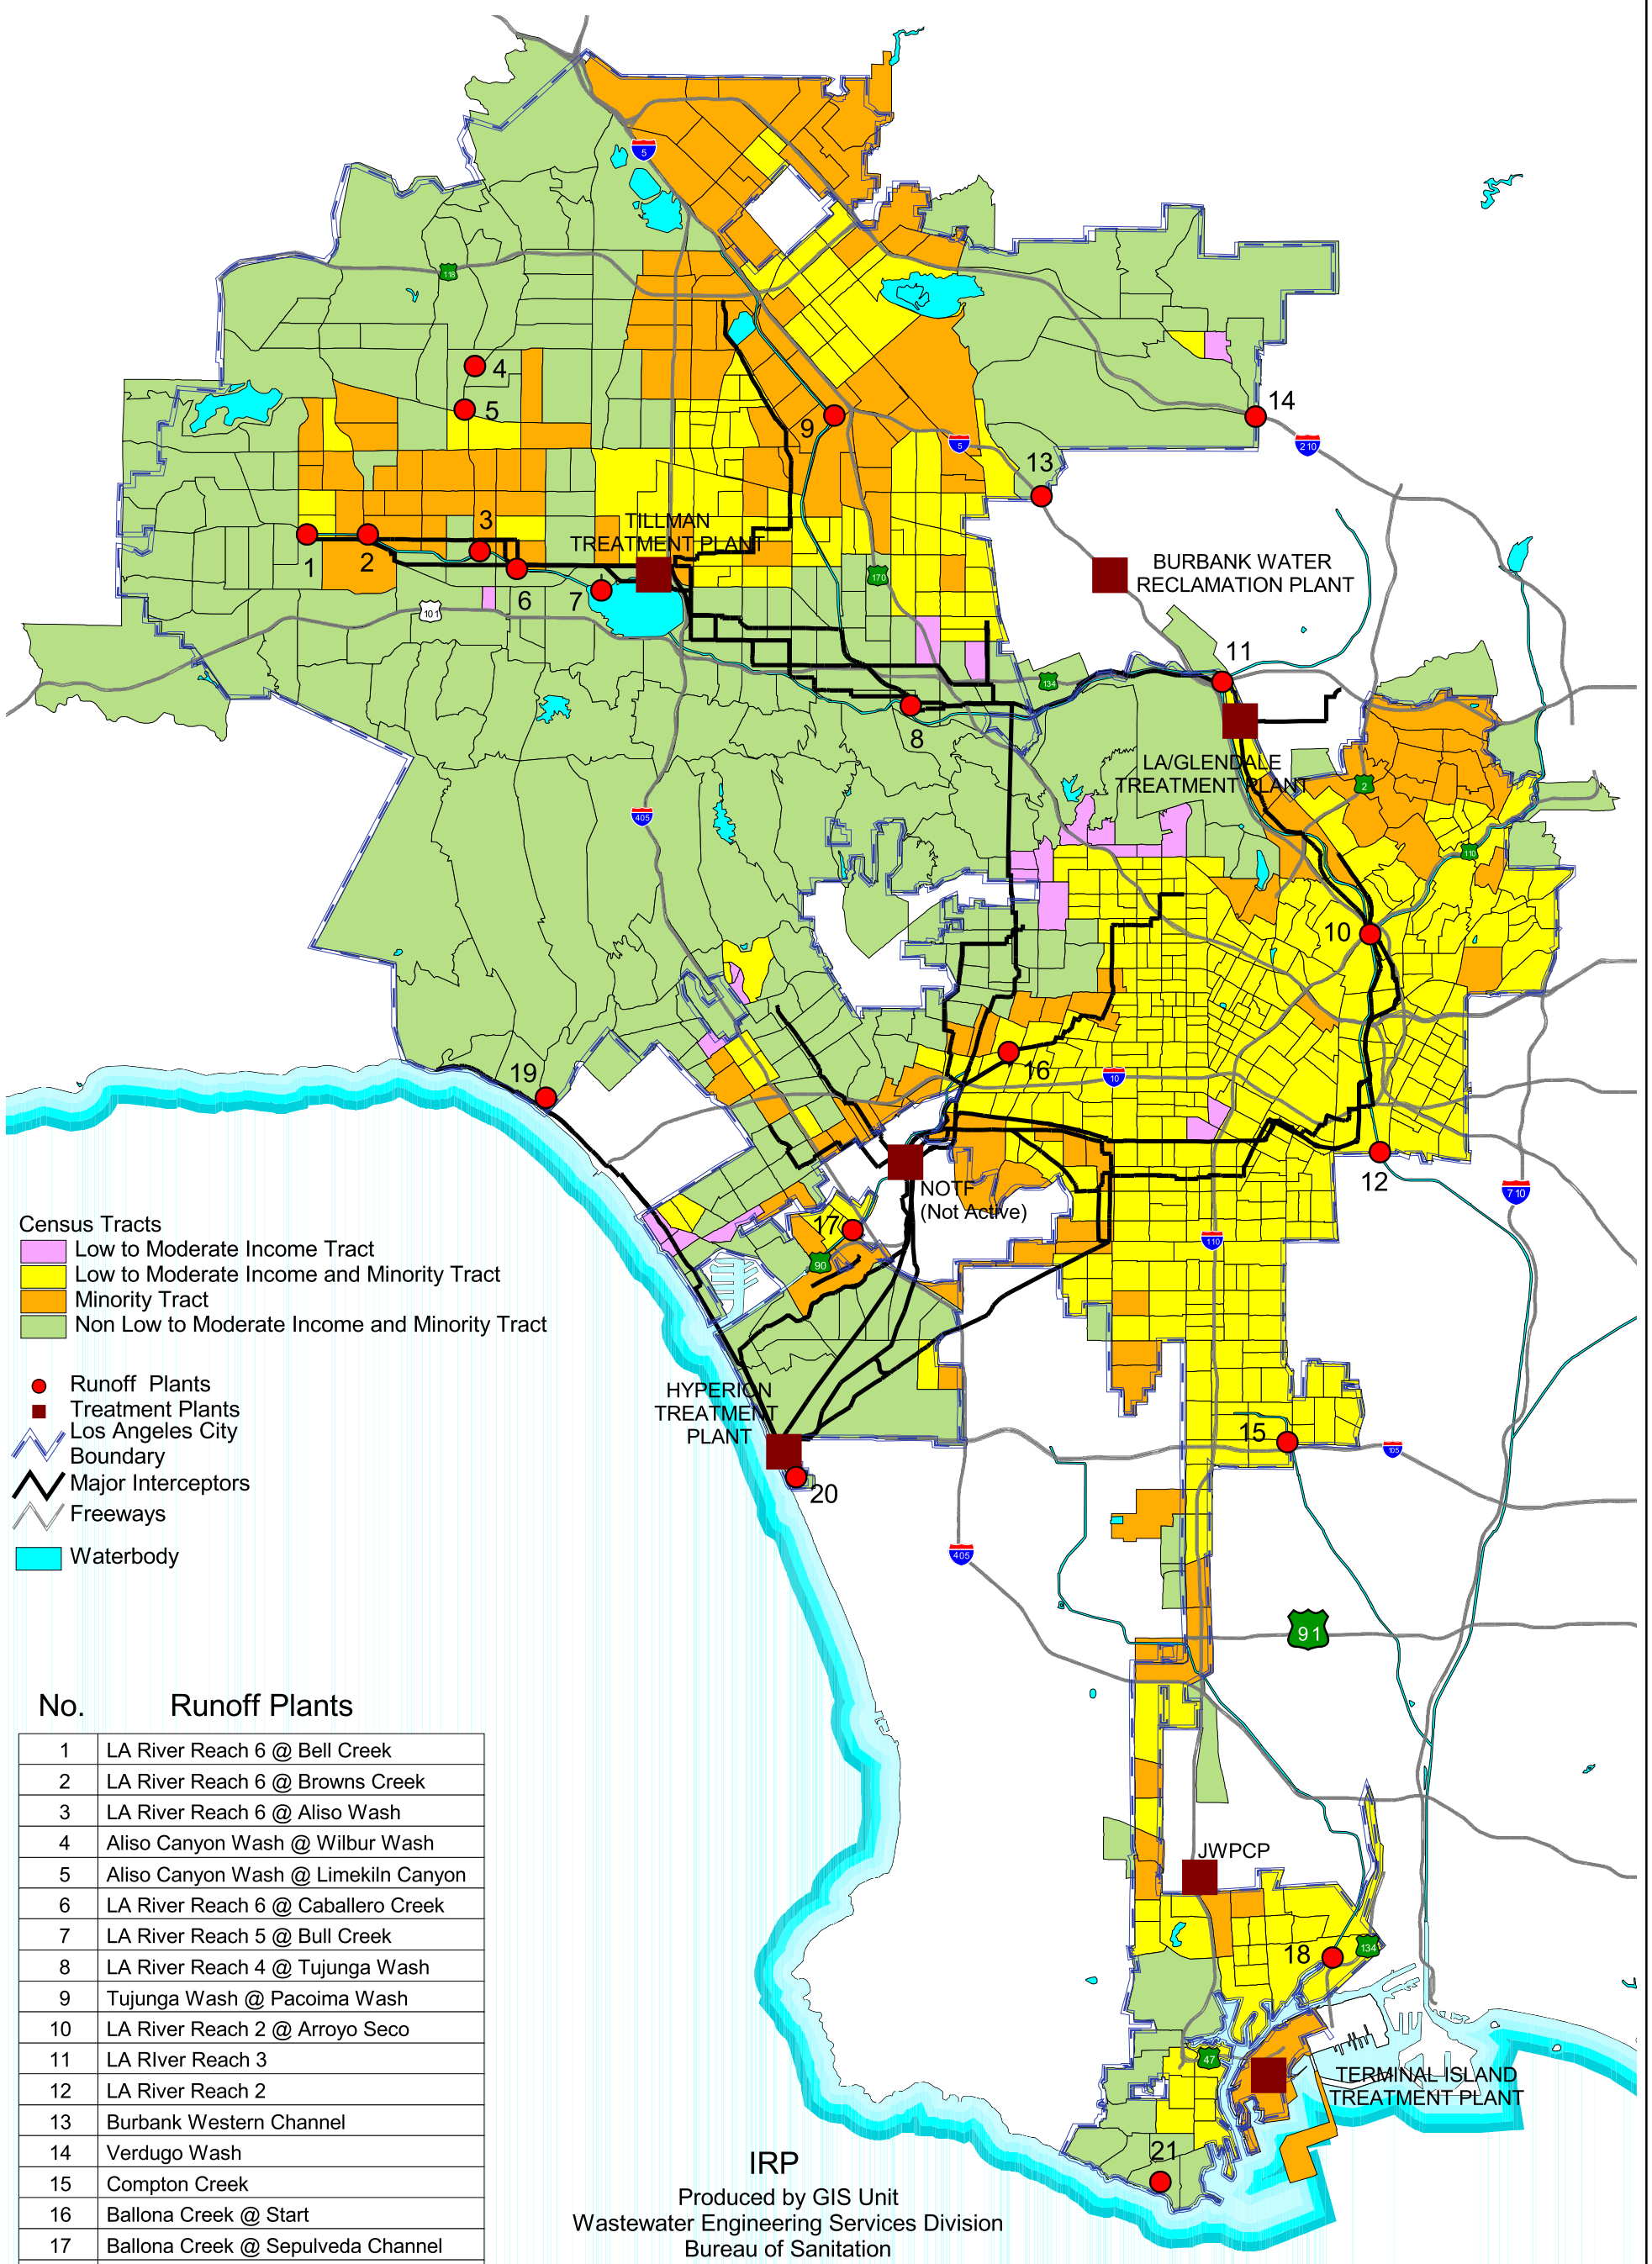 5
118
4
5
14
9
5
210
13
3
TILLMAN
TREATMENT PLANT
1
2
BURBANK WATER
RECLAMATION PLANT
170
6
7
101
11
134
8
LA/GLENDALE
TREATMENT PLANT
2
405
110
10
19
16
10
12
NOTF
(Not Active)
710
17
90
110
Census Tracts
Low to Moderate Income Tract
Low to Moderate Income and Minority Tract
Minority Tract
Non Low to Moderate Income and Minority Tract
Runoff Plants
Treatment Plants
Los Angeles City
Boundary
Major Interceptors
Freeways
Waterbody
HYPERION
TREATMENT
PLANT
20
15
105
405
91
No. Runoff Plants
1 LA River Reach 6 @ Bell Creek
2 LA River Reach 6 @ Browns Creek
3 LA River Reach 6 @ Aliso Wash
4 Aliso Canyon Wash @ Wilbur Wash
5 Aliso Canyon Wash @ Limekiln Canyon
6 LA River Reach 6 @ Caballero Creek
7 LA River Reach 5 @ Bull Creek
8 LA River Reach 4 @ Tujunga Wash
9 Tujunga Wash @ Pacoima Wash
10 LA River Reach 2 @ Arroyo Seco
11 LA RIver Reach 3
12 LA River Reach 2
13 Burbank Western Channel
14 Verdugo Wash
15 Compton Creek
16 Ballona Creek @ Start
17 Ballona Creek @ Sepulveda Channel
JWPCP
18
134
47
TERMINAL ISLAND
TREATMENT PLANT
21
IRP
Produced by GIS Unit
Wastewater Engineering Services Division
Bureau of Sanitation